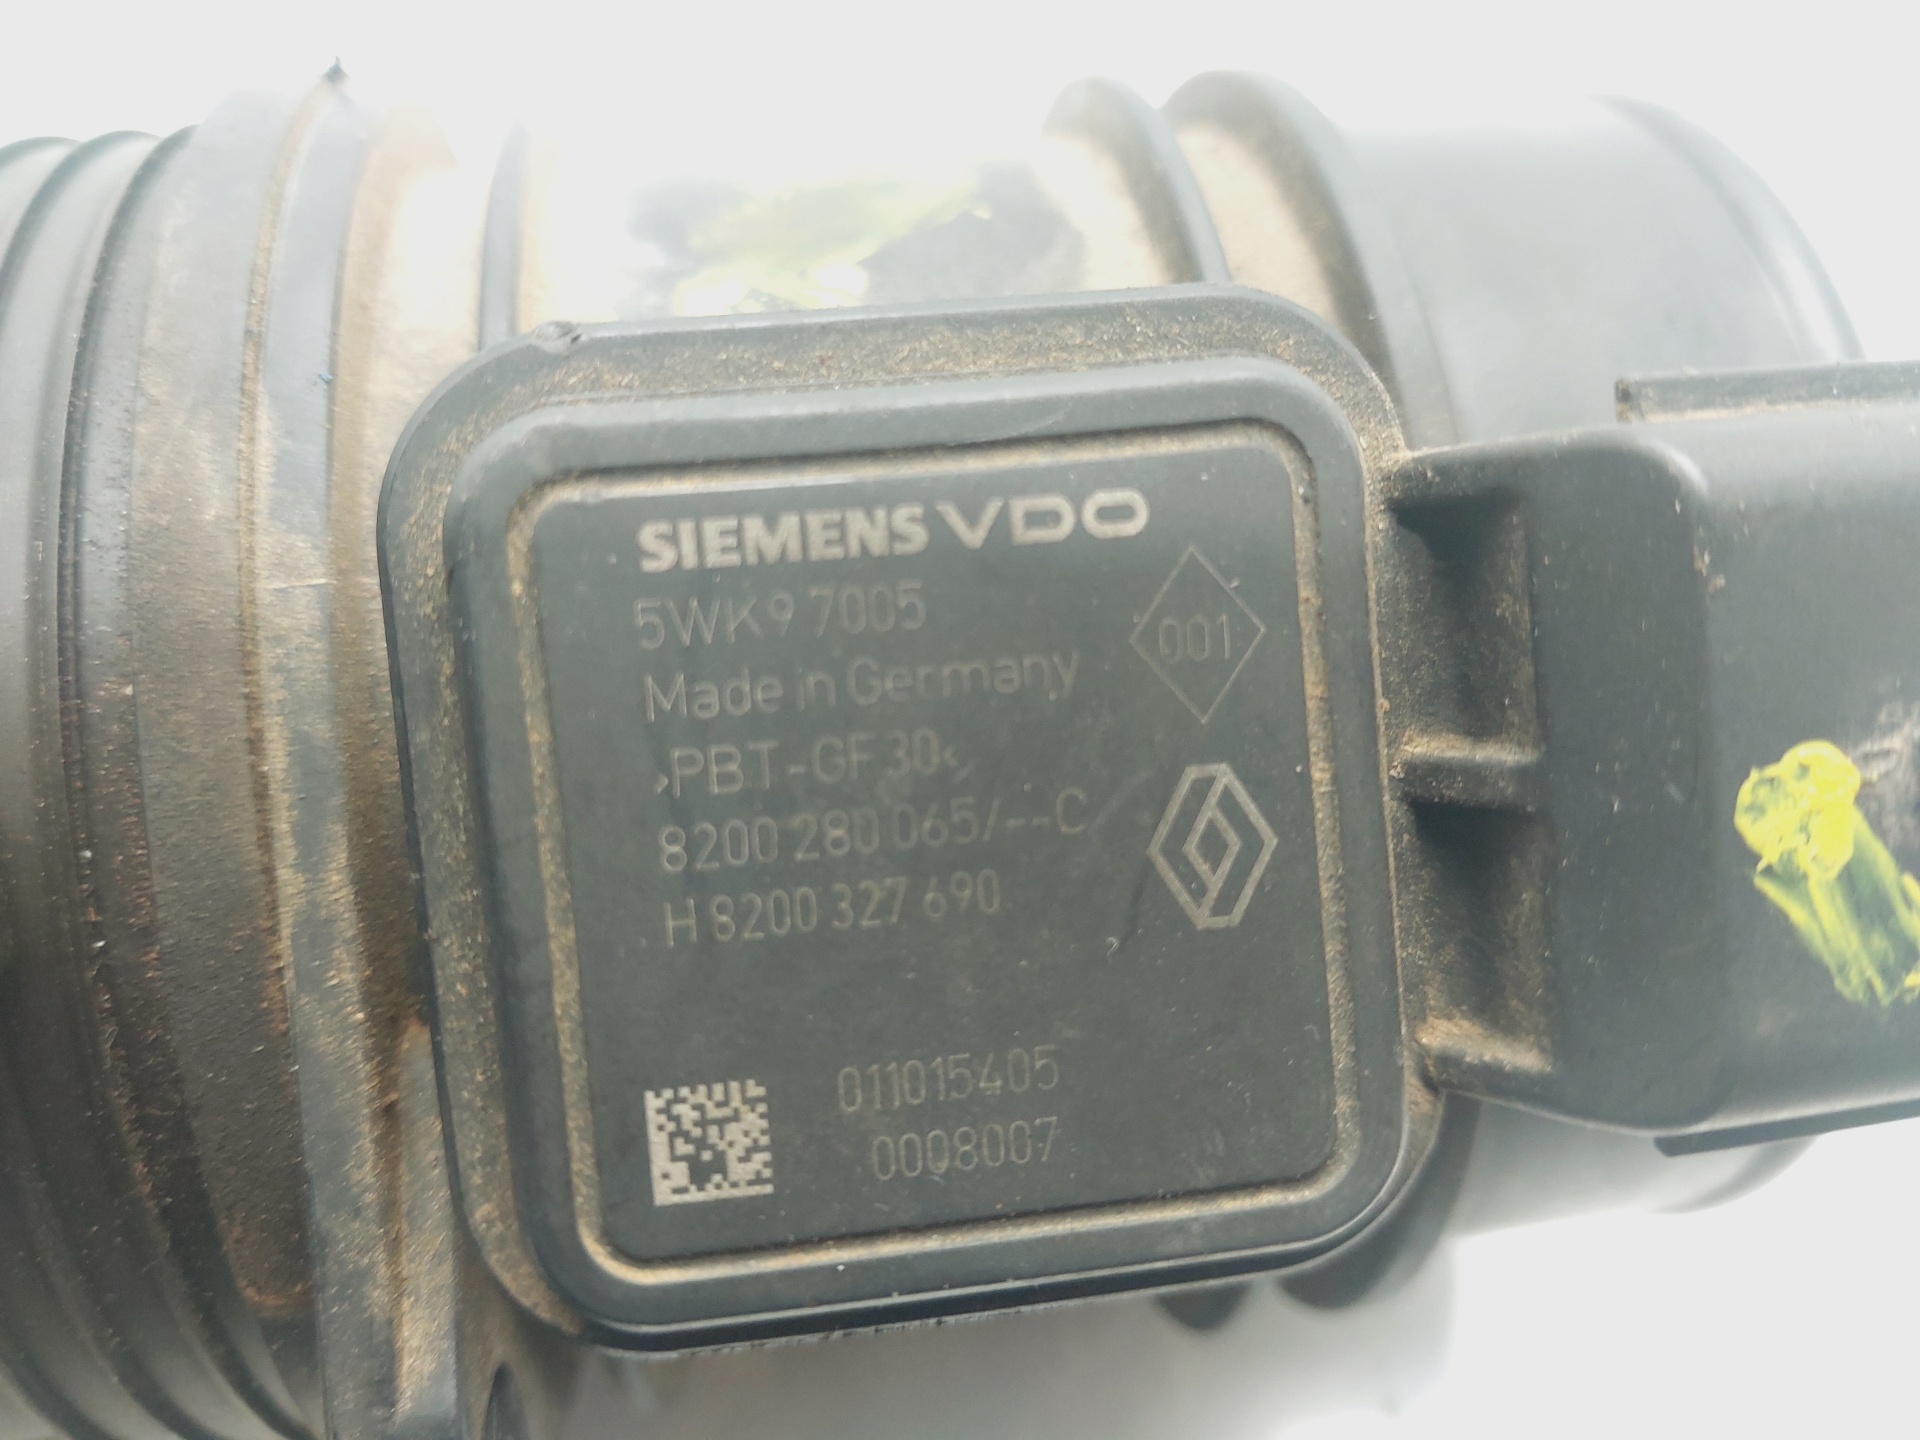 SIEMENS VDO
5WK9 7005
001
Made in Germany
>PBT-GF30<
8200 280 065/--C
H 8200 327 690
011015405
0008007